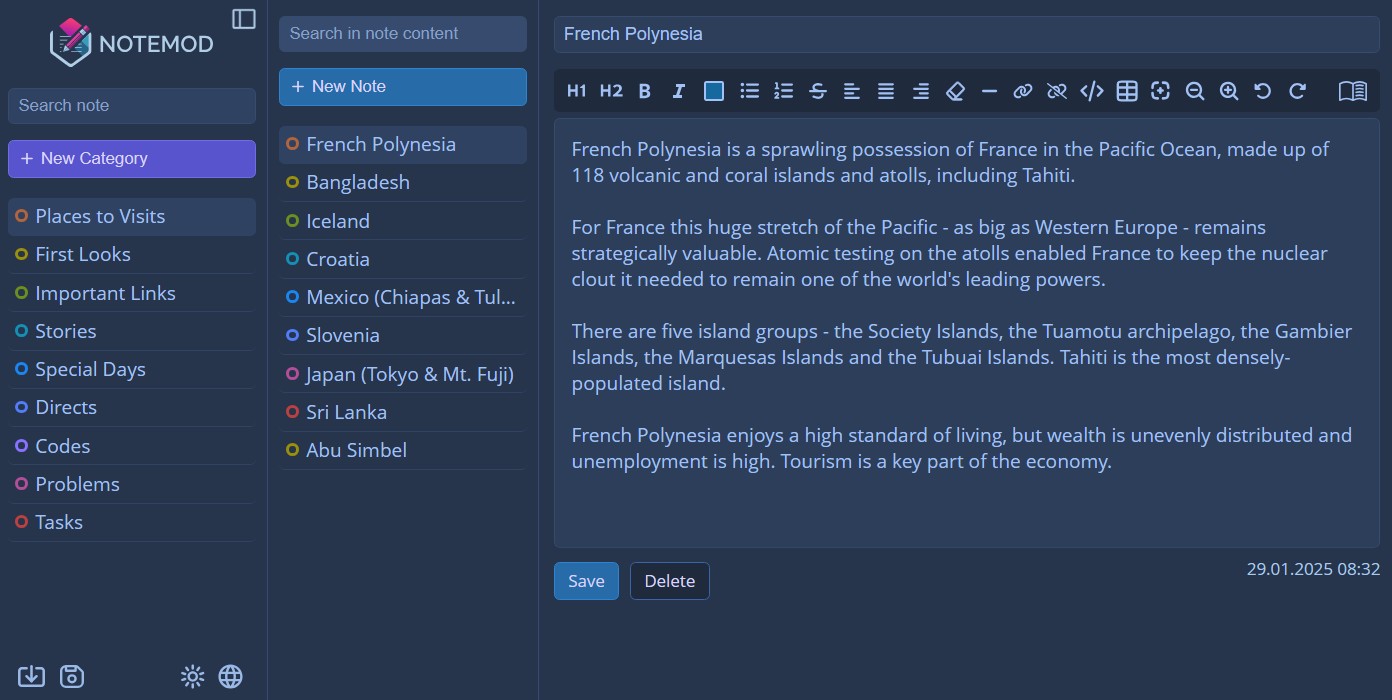 NOTEMOD
Search note
+ New Category
Places to Visits
First Looks
Important Links
Stories
Special Days
Directs
Codes
Problems
Tasks
Search in note content
+ New Note
French Polynesia
Bangladesh
Iceland
Croatia
Mexico (Chiapas & Tul...
Slovenia
Japan (Tokyo & Mt. Fuji)
Sri Lanka
Abu Simbel
French Polynesia
H1 H2 B I S
French Polynesia is a sprawling possession of France in the Pacific Ocean, made up of
118 volcanic and coral islands and atolls, including Tahiti.
For France this huge stretch of the Pacific - as big as Western Europe - remains
strategically valuable. Atomic testing on the atolls enabled France to keep the nuclear
clout it needed to remain one of the world's leading powers.
There are five island groups - the Society Islands, the Tuamotu archipelago, the Gambier
Islands, the Marquesas Islands and the Tubuai Islands. Tahiti is the most densely-
populated island.
French Polynesia enjoys a high standard of living, but wealth is unevenly distributed and
unemployment is high. Tourism is a key part of the economy.
Save Delete
29.01.2025 08:32